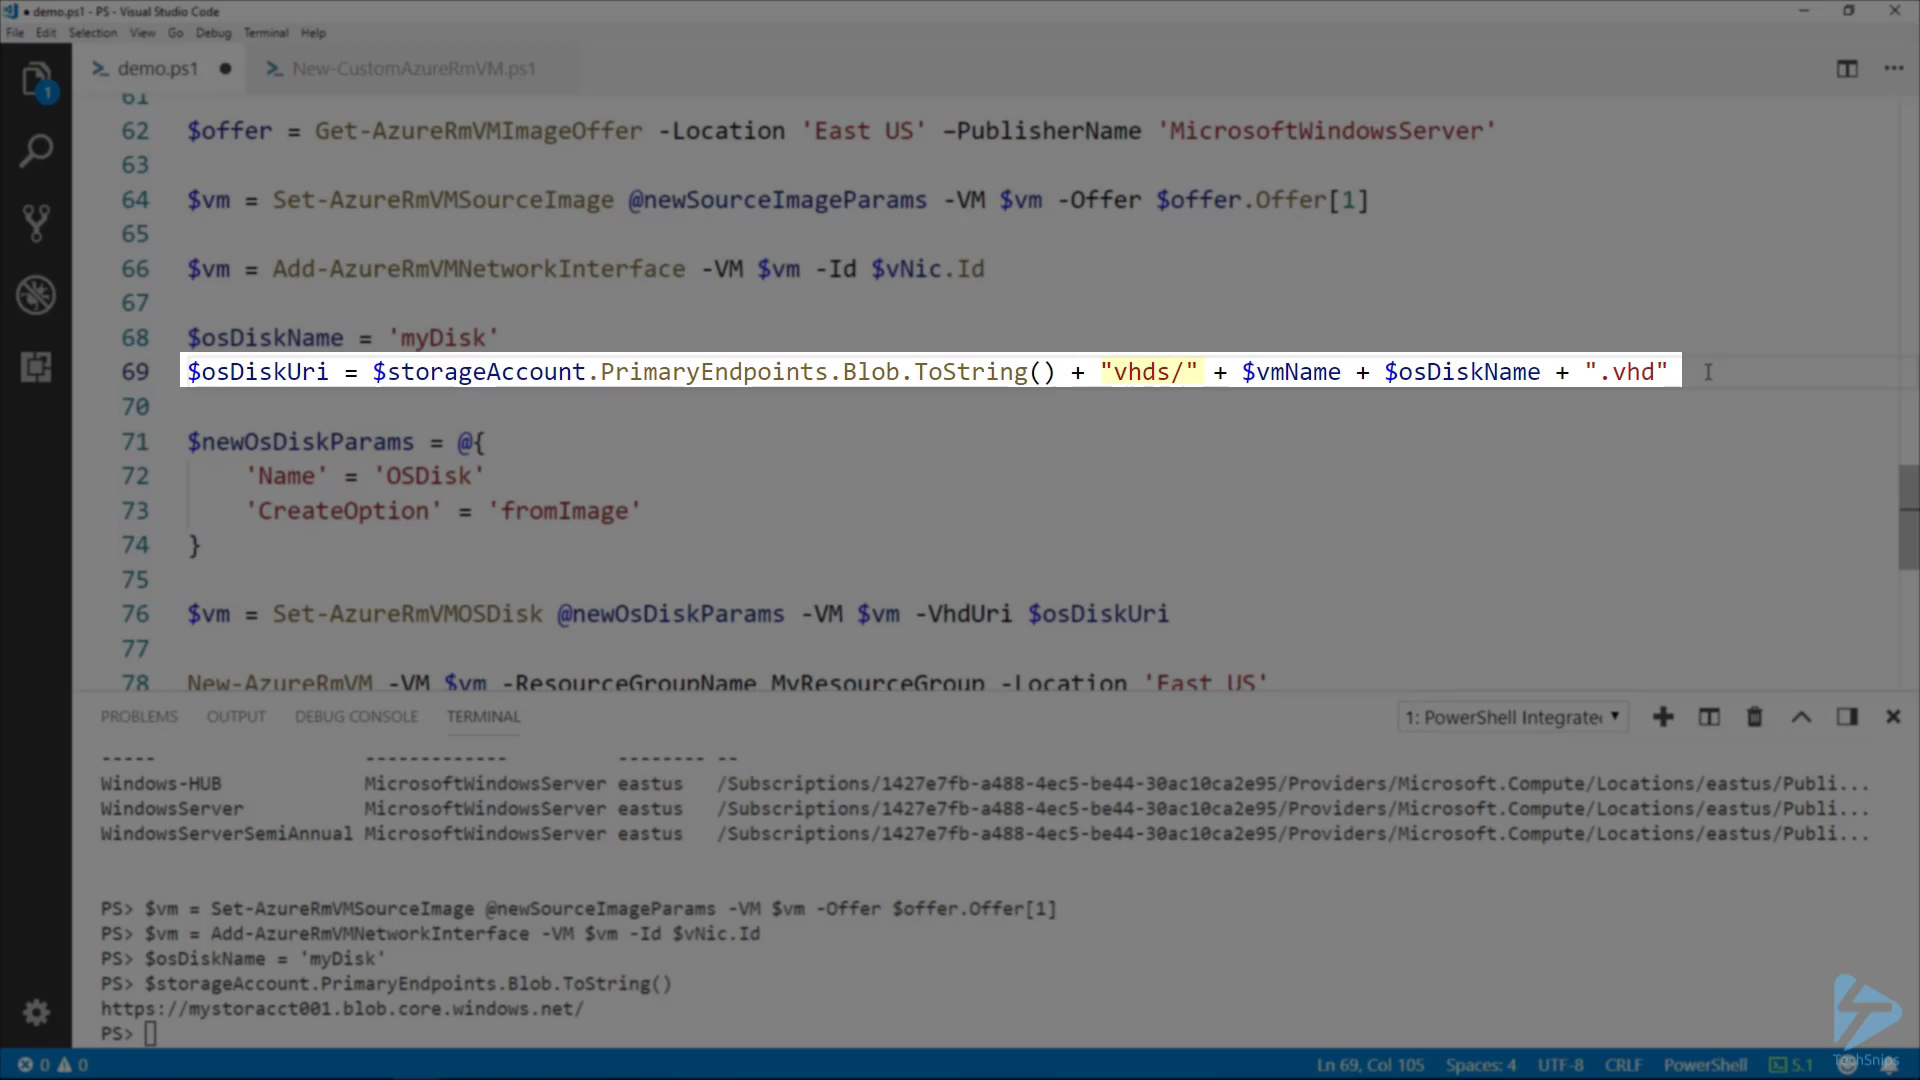 demo.ps1 - PS - Visual Studio Code
File Edit Selection View Go Debug Terminal Help
1
demo.ps1 ● New-CustomAzureRmVM.ps1
61
62 $offer = Get-AzureRmVMImageOffer -Location 'East US' –PublisherName 'MicrosoftWindowsServer'
63
64 $vm = Set-AzureRmVMSourceImage @newSourceImageParams -VM $vm -Offer $offer.Offer[1]
65
66 $vm = Add-AzureRmVMNetworkInterface -VM $vm -Id $vNic.Id
67
68 $osDiskName = 'myDisk'
69 $osDiskUri = $storageAccount.PrimaryEndpoints.Blob.ToString() + "vhds/" + $vmName + $osDiskName + ".vhd"
70
71 $newOsDiskParams = @{
72 'Name' = 'OSDisk'
73 'CreateOption' = 'fromImage'
74 }
75
76 $vm = Set-AzureRmVMOSDisk @newOsDiskParams -VM $vm -VhdUri $osDiskUri
77
78 New-AzureRmVM -VM $vm -ResourceGroupName MyResourceGroup -Location 'East US'
PROBLEMS OUTPUT DEBUG CONSOLE TERMINAL 1: PowerShell Integrate
----- ------------- -------- --
Windows-HUB MicrosoftWindowsServer eastus /Subscriptions/1427e7fb-a488-4ec5-be44-30ac10ca2e95/Providers/Microsoft.Compute/Locations/eastus/Publi...
WindowsServer MicrosoftWindowsServer eastus /Subscriptions/1427e7fb-a488-4ec5-be44-30ac10ca2e95/Providers/Microsoft.Compute/Locations/eastus/Publi...
WindowsServerSemiAnnual MicrosoftWindowsServer eastus /Subscriptions/1427e7fb-a488-4ec5-be44-30ac10ca2e95/Providers/Microsoft.Compute/Locations/eastus/Publi...
PS> $vm = Set-AzureRmVMSourceImage @newSourceImageParams -VM $vm -Offer $offer.Offer[1]
PS> $vm = Add-AzureRmVMNetworkInterface -VM $vm -Id $vNic.Id
PS> $osDiskName = 'myDisk'
PS> $storageAccount.PrimaryEndpoints.Blob.ToString()
https://mystoracct001.blob.core.windows.net/
PS>
0 0 Ln 69, Col 105 Spaces: 4 UTF-8 CRLF PowerShell 5.1
TechSnips